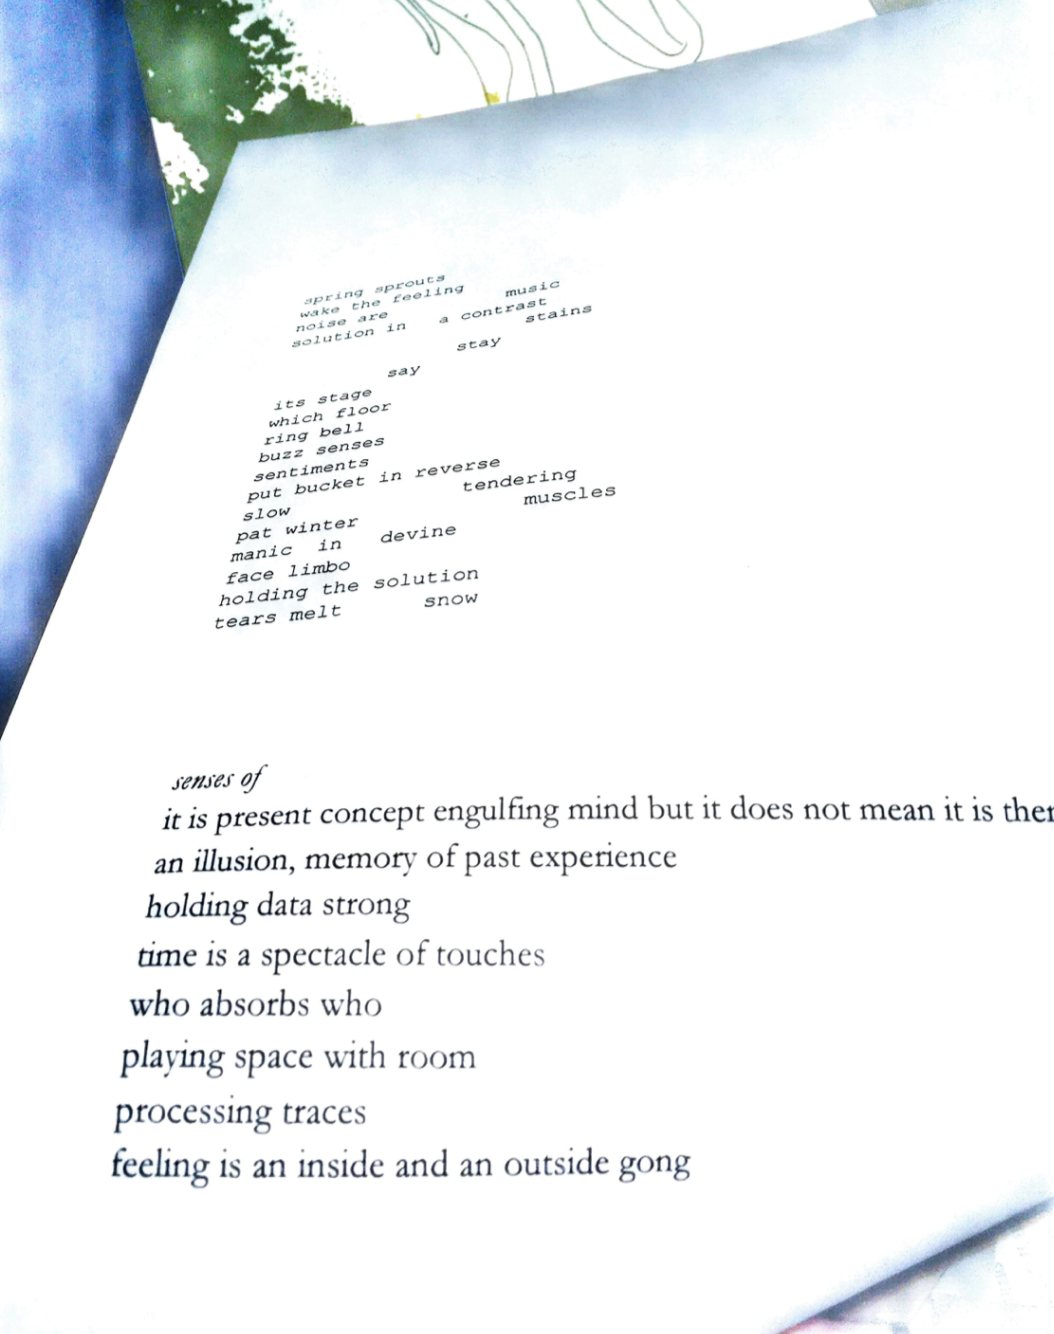 spring sprouts
wake the feeling
noise are music
solution in a contrast
stains
stay
say
its stage
which floor
ring bell
buzz senses
sentiments
put bucket in reverse
slow tendering
pat winter muscles
manic in devine
face limbo
holding the solution
tears melt snow
senses of
it is present concept engulfing mind but it does not mean it is
an illusion, memory of past experience
holding data strong
time is a spectacle of touches
who absorbs who
playing space with room
processing traces
feeling is an inside and an outside gong